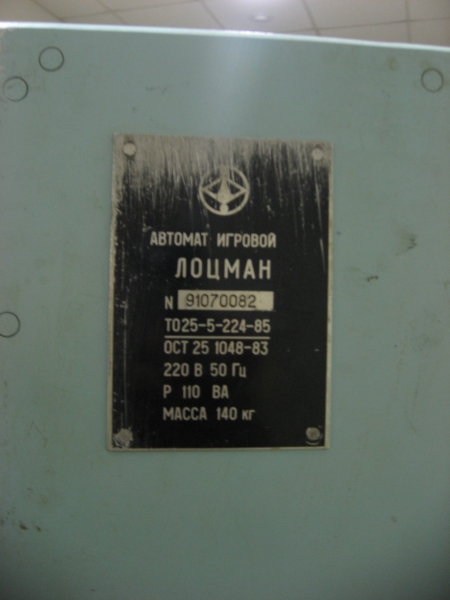 АВТОМАТ ИГРОВОЙ
ЛОЦМАН
N 91070082
ТО25-5-224-85
ОСТ 25 1048-83
220 В 50 Гц
Р 110 ВА
МАССА 140 кг